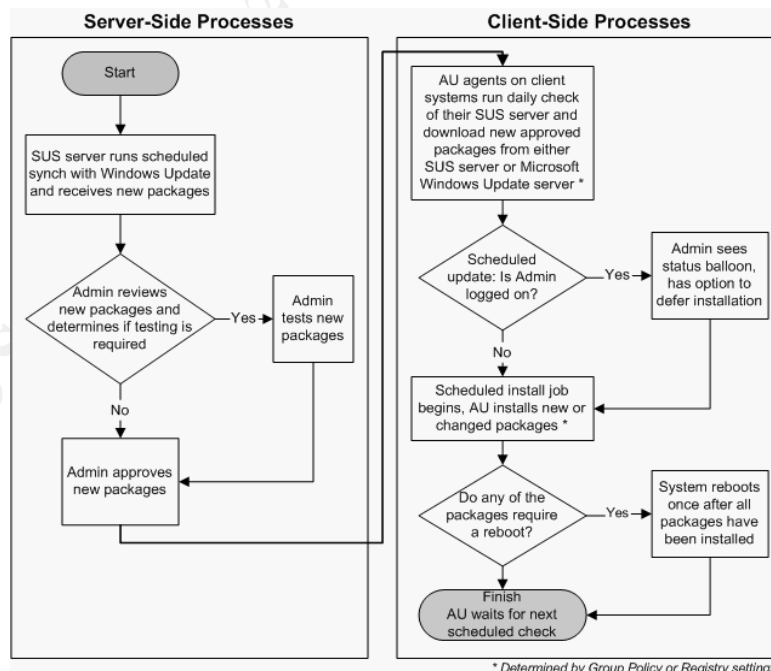 Server-Side Processes
Start
SUS server runs scheduled
synch with Windows Update
and receives new packages
Admin reviews
new packages and
determines if testing is
required
Yes
Admin
tests new
packages
No
Admin approves
new packages
Client-Side Processes
AU agents on client
systems run daily check
of their SUS server and
download new approved
packages from either
SUS server or Microsoft
Windows Update server *
Scheduled
update: Is Admin
logged on?
Yes
Admin sees
status balloon,
has option to
defer installation
No
Scheduled install job
begins, AU installs new or
changed packages *
Do any of the
packages require
a reboot?
Yes
System reboots
once after all
packages have
been installed
Finish
AU waits for next
scheduled check
* Determined by Group Policy or Registry setting